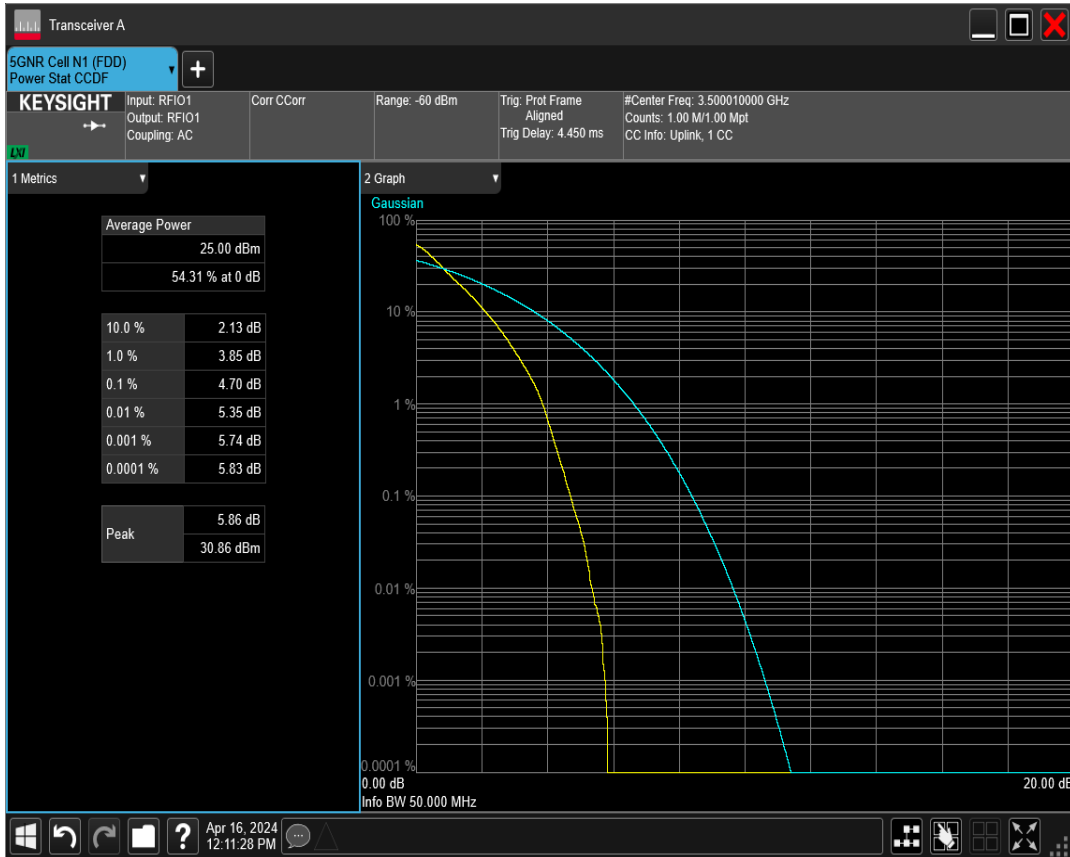 Transceiver A
5GNR Cell N1 (FDD)
Power Stat CCDF
KEYSIGHT
LXI
Input: RFIO1
Output: RFIO1
Coupling: AC
Corr CCorr
Range: -60 dBm
Trig: Prot Frame
Aligned
Trig Delay: 4.450 ms
#Center Freq: 3.500010000 GHz
Counts: 1.00 M/1.00 Mpt
CC Info: Uplink, 1 CC
1 Metrics
Average Power
25.00 dBm
54.31 % at 0 dB
10.0 % 2.13 dB
1.0 % 3.85 dB
0.1 % 4.70 dB
0.01 % 5.35 dB
0.001 % 5.74 dB
0.0001 % 5.83 dB
Peak
5.86 dB
30.86 dBm
2 Graph
Gaussian
100 %
10 %
1 %
0.1 %
0.01 %
0.001 %
0.0001 %
0.00 dB 20.00 dB
Info BW 50.000 MHz
Apr 16, 2024
12:11:28 PM